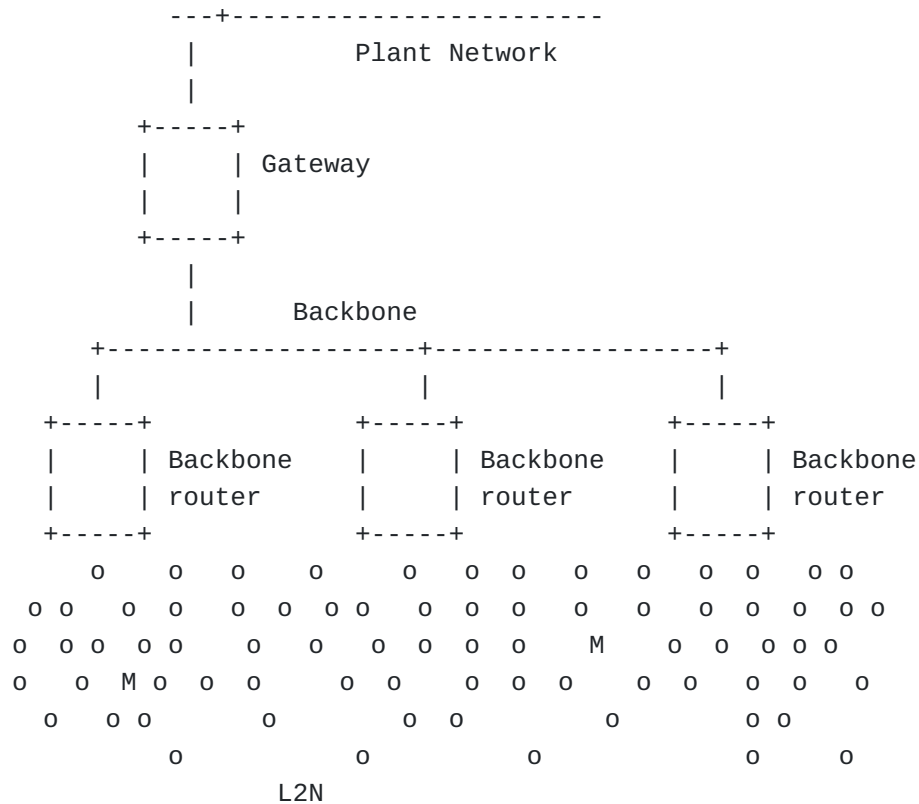 ---+------------------------
|          Plant Network
|
+-----+
|     | Gateway
|     |
+-----+
|
|      Backbone
+--------------------+------------------+
|                    |                  |
+-----+             +-----+             +-----+
|     | Backbone    |     | Backbone    |     | Backbone
|     | router      |     | router      |     | router
+-----+             +-----+             +-----+
o    o   o    o     o   o  o   o   o   o  o   o o
o o   o  o   o  o  o o   o  o  o   o   o   o  o  o  o o
o  o o  o o    o   o   o  o  o  o    M    o  o  o o o
o   o  M o  o  o     o  o    o  o  o    o  o   o  o   o
o   o o       o        o  o         o        o o
o           o          o             o     o
L2N